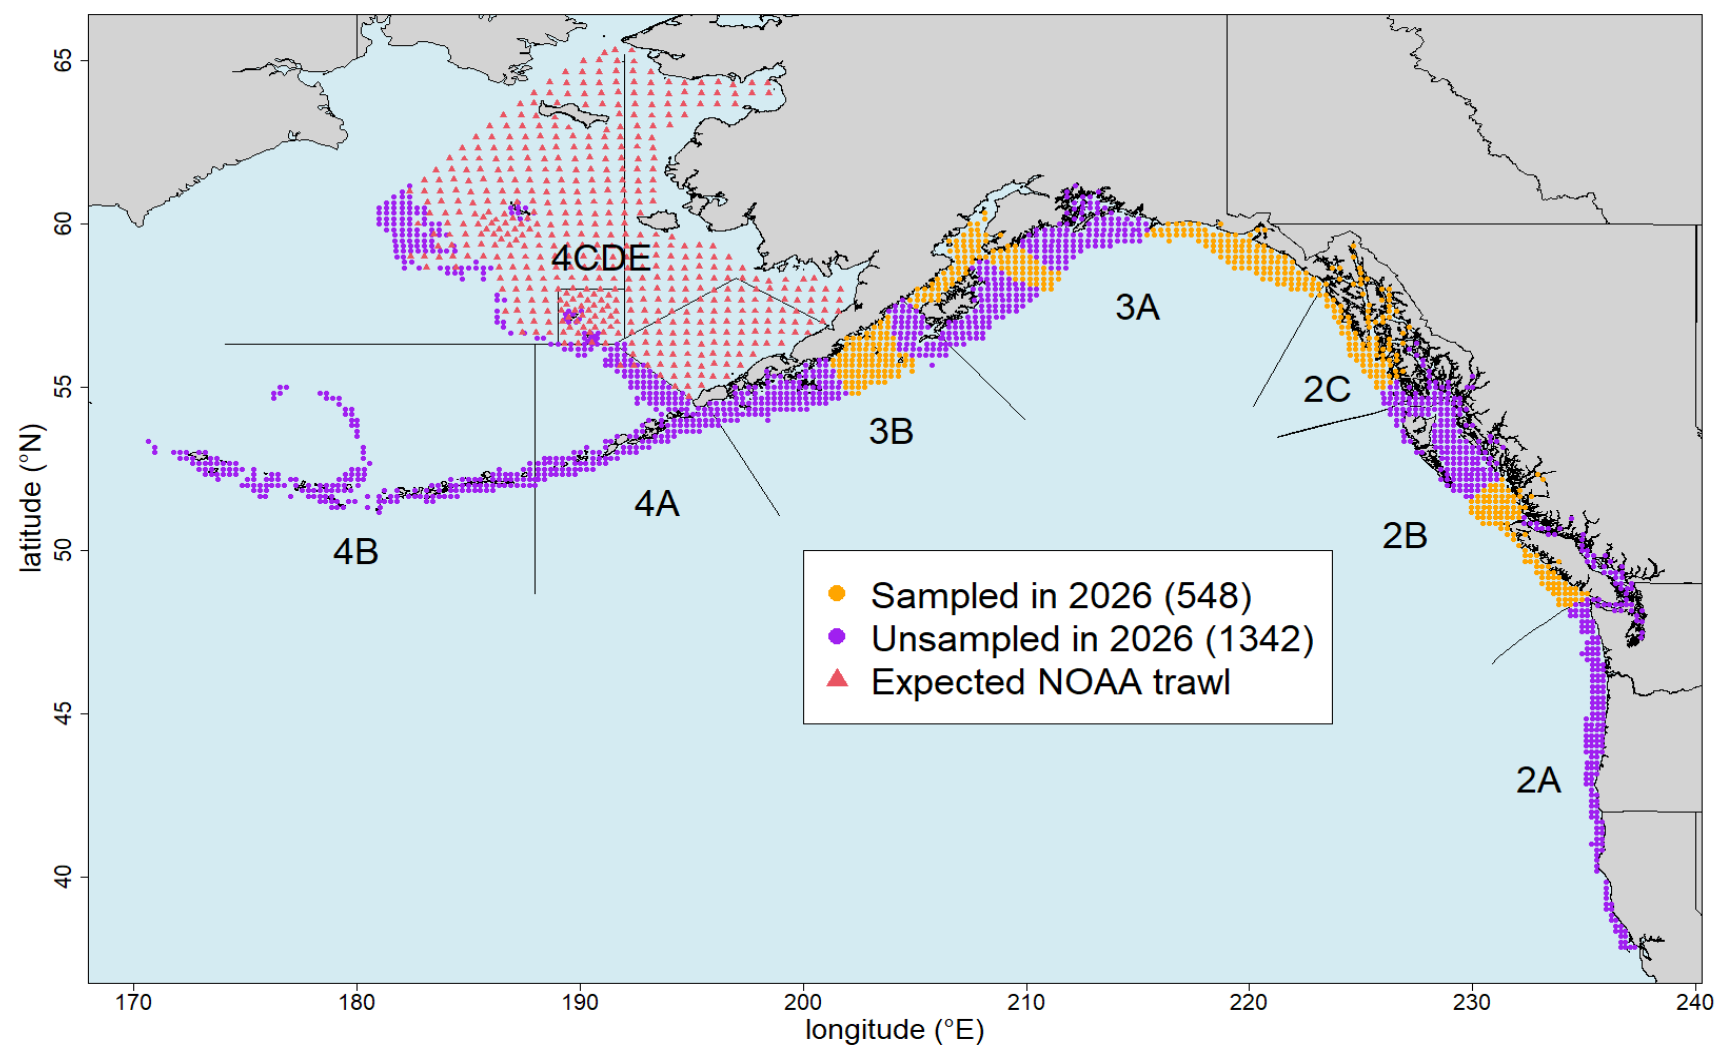 65
60
55
50
45
40
latitude (°N)
4CDE
3A
2C
3B
4A
2B
4B
2A
Sampled in 2026 (548)
Unsampled in 2026 (1342)
Expected NOAA trawl
170
180
190
200
210
220
230
240
longitude (°E)